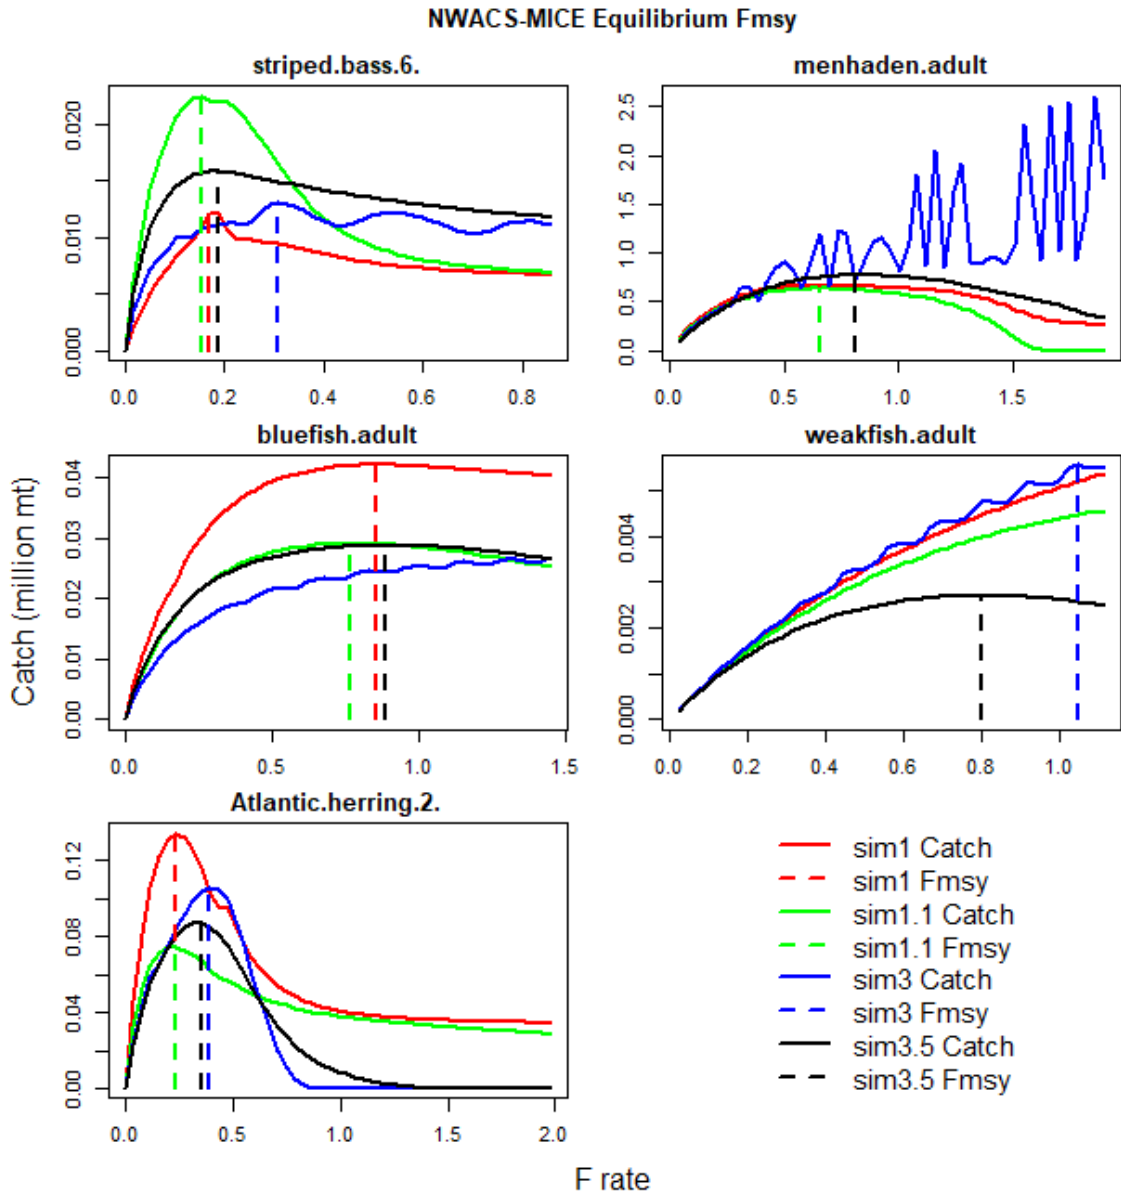 NWACS-MICE Equilibrium Fmsy
striped.bass.6.
0.020
0.010
0.000
0.0 0.2 0.4 0.6 0.8
menhaden.adult
2.5
2.0
1.5
1.0
0.5
0.0
0.5 1.0 1.5
bluefish.adult
0.04
0.03
0.02
0.01
0.00
0.0 0.5 1.0 1.5
weakfish.adult
0.004
0.002
0.000
0.0 0.2 0.4 0.6 0.8 1.0
Catch (million mt)
Atlantic.herring.2.
0.12
0.08
0.04
0.00
0.0 0.5 1.0 1.5 2.0
sim1 Catch
sim1 Fmsy
sim1.1 Catch
sim1.1 Fmsy
sim3 Catch
sim3 Fmsy
sim3.5 Catch
sim3.5 Fmsy
F rate